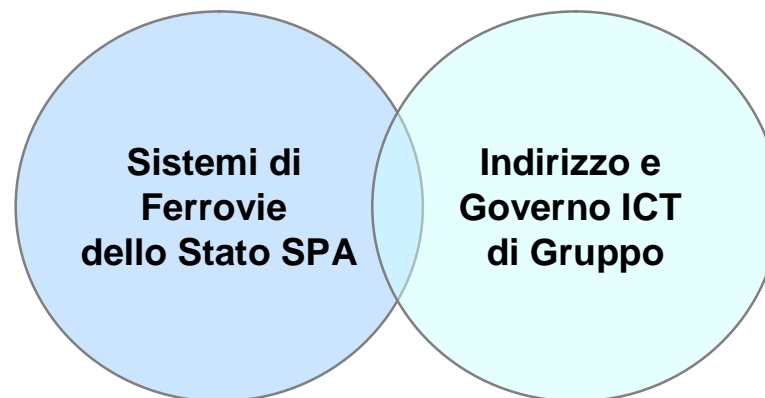 Sistemi di
Ferrovie
dello Stato SPA
Indirizzo e
Governo ICT
di Gruppo